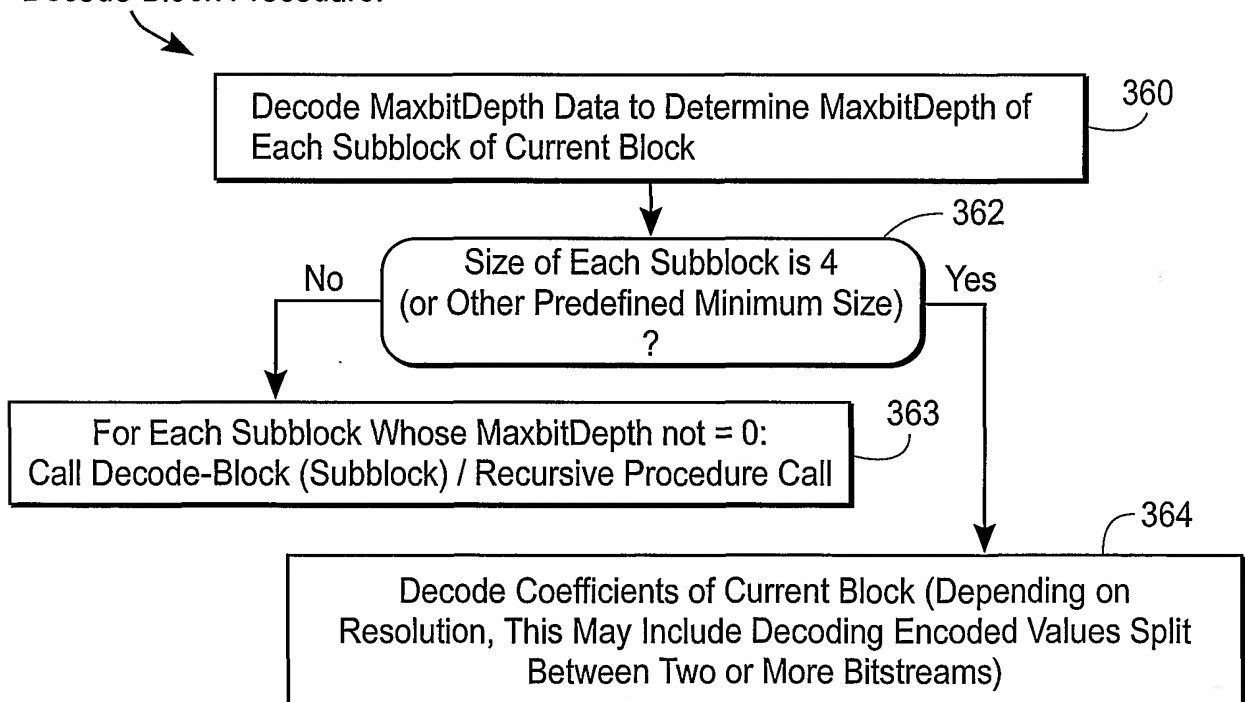 Decode MaxbitDepth Data to Determine MaxbitDepth of
Each Subblock of Current Block
360
362
Size of Each Subblock is 4
(or Other Predefined Minimum Size)
?
No
Yes
For Each Subblock Whose MaxbitDepth not = 0:
Call Decode-Block (Subblock) / Recursive Procedure Call
363
364
Decode Coefficients of Current Block (Depending on
Resolution, This May Include Decoding Encoded Values Split
Between Two or More Bitstreams)